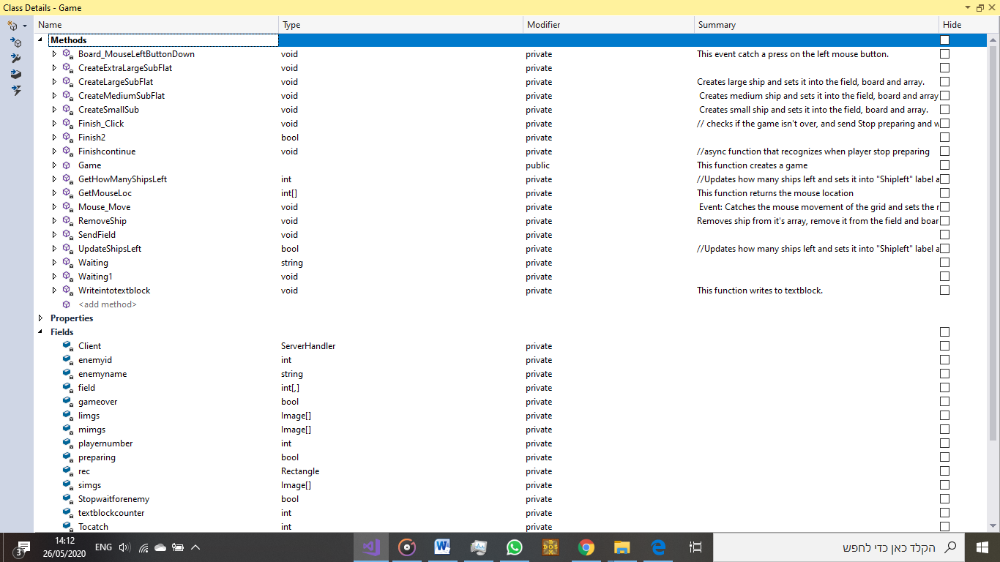 Class Details - Game
Name Type Modifier Summary Hide
Methods
Board_MouseLeftButtonDown void private This event catch a press on the left mouse button.
CreateExtraLargeSubFlat void private
CreateLargeSubFlat void private Creates large ship and sets it into the field, board and array.
CreateMediumSubFlat void private Creates medium ship and sets it into the field, board and array
CreateSmallSub void private Creates small ship and sets it into the field, board and array.
Finish_Click void private // checks if the game isn't over, and send Stop preparing and w
Finish2 bool private
Finishcontinue void private //async function that recognizes when player stop preparing
Game public This function creates a game
GetHowManyShipsLeft int private //Updates how many ships left and sets it into "Shipleft" label a
GetMouseLoc int[] private This function returns the mouse location
Mouse_Move void private Event: Catches the mouse movement of the grid and sets the r
RemoveShip void private Removes ship from it's array, remove it from the field and boar
SendField void private
UpdateShipsLeft bool private //Updates how many ships left and sets it into "Shipleft" label a
Waiting string private
Waiting1 void private
Writeintotextblock void private This function writes to textblock.
<add method>
Properties
Fields
Client ServerHandler private
enemyid int private
enemyname string private
field int[,] private
gameover bool private
limgs Image[] private
mimgs Image[] private
playernumber int private
preparing bool private
rec Rectangle private
simgs Image[] private
Stopwaitforenemy bool private
textblockcounter int private
Tocatch int private
3
14:12
26/05/2020
ENG
הקלד כאן כדי לחפש